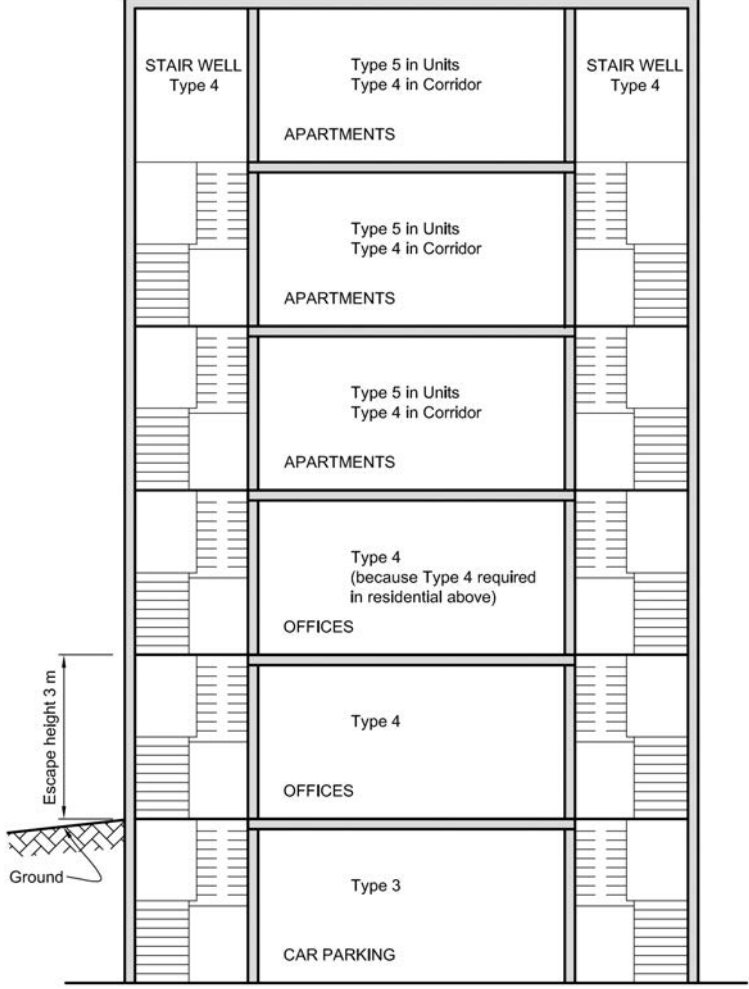 STAIR WELL
Type 4
Type 5 in Units
Type 4 in Corridor
APARTMENTS
STAIR WELL
Type 4
Type 5 in Units
Type 4 in Corridor
APARTMENTS
Type 5 in Units
Type 4 in Corridor
APARTMENTS
Type 4
(because Type 4 required
in residential above)
OFFICES
Escape height 3 m
Type 4
OFFICES
Ground
Type 3
CAR PARKING